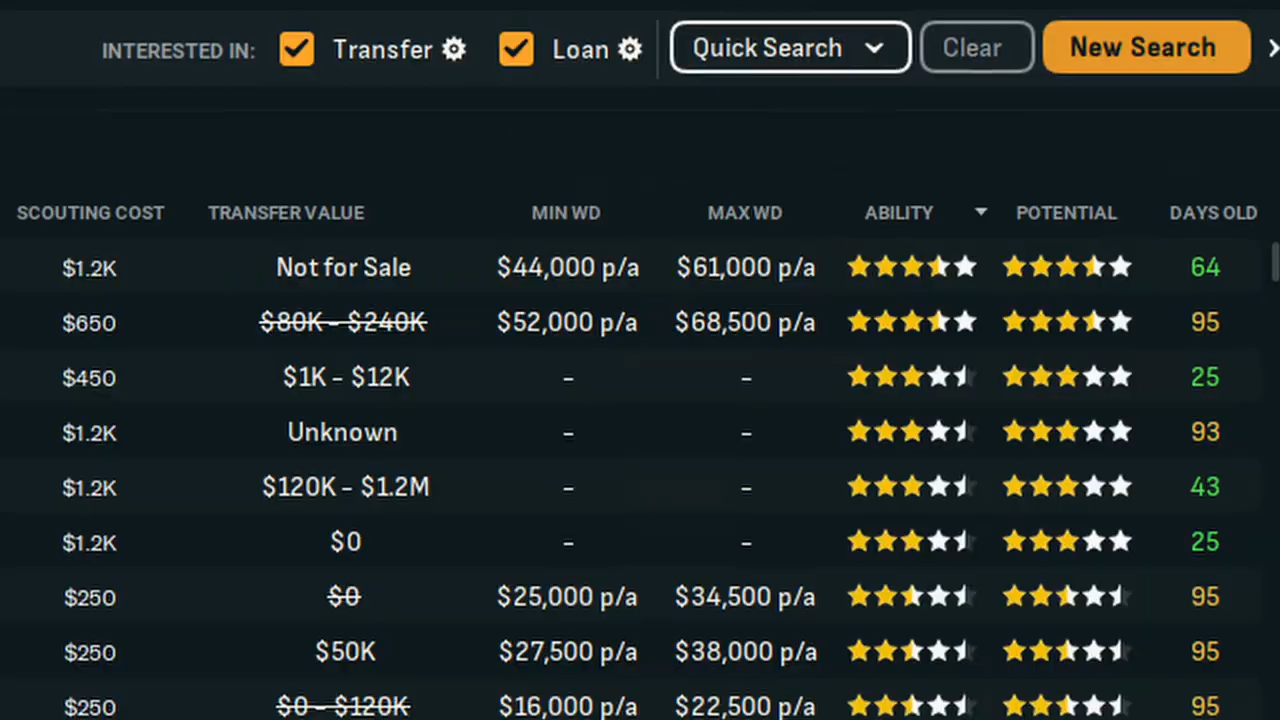 INTERESTED IN: Transfer Loan Quick Search Clear New Search
SCOUTING COST TRANSFER VALUE MIN WD MAX WD ABILITY POTENTIAL DAYS OLD
$1.2K Not for Sale $44,000 p/a $61,000 p/a 64
$650 $80K - $240K $52,000 p/a $68,500 p/a 95
$450 $1K - $12K - - 25
$1.2K Unknown - - 93
$1.2K $120K - $1.2M - - 43
$1.2K $0 - - 25
$250 $0 $25,000 p/a $34,500 p/a 95
$250 $50K $27,500 p/a $38,000 p/a 95
$250 $0 - $120K $16,000 p/a $22,500 p/a 95